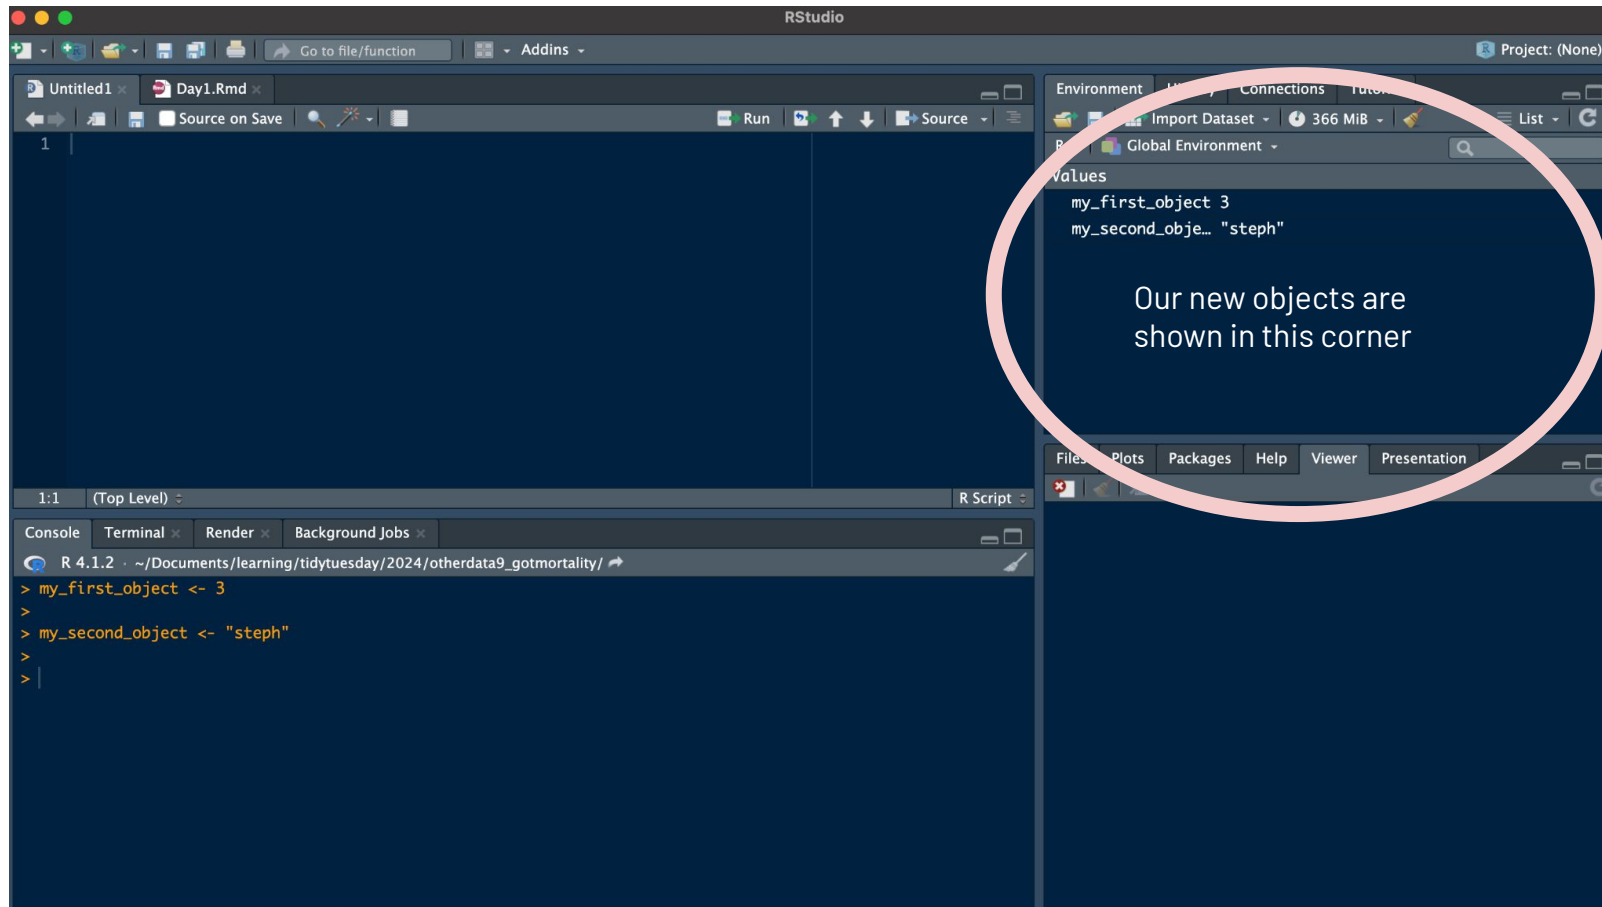 RStudio
Go to file/function
Addins
Project: (None)
Untitled1
Day1.Rmd
Source on Save
Run
Source
1
1:1
(Top Level)
R Script
Environment
Connections
Import Dataset
366 MiB
List
Global Environment
Values
my_first_object 3
my_second_obje… "steph"
Our new objects are
shown in this corner
Files
Plots
Packages
Help
Viewer
Presentation
Console
Terminal
Render
Background Jobs
R 4.1.2 · ~/Documents/learning/tidytuesday/2024/otherdata9_gotmortality/
> my_first_object <- 3
>
> my_second_object <- "steph"
>
>